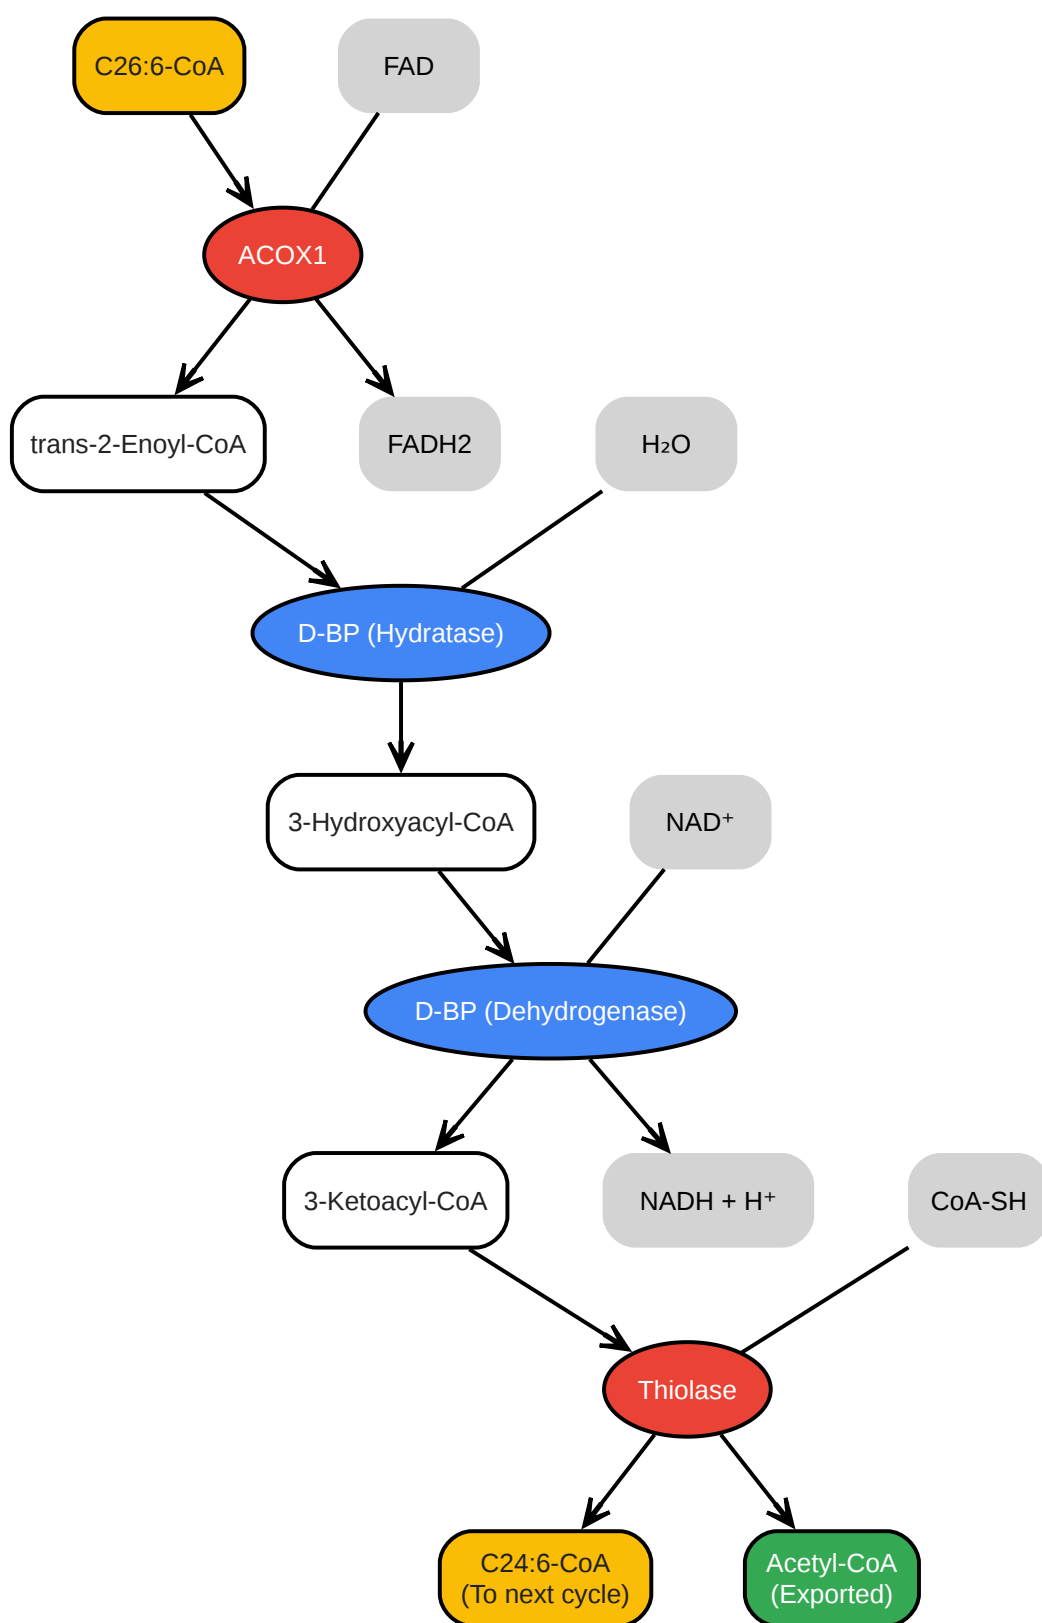 C26:6-CoA
FAD
ACOX1
trans-2-Enoyl-CoA
FADH2
H₂O
D-BP (Hydratase)
3-Hydroxyacyl-CoA
NAD⁺
D-BP (Dehydrogenase)
3-Ketoacyl-CoA
NADH + H⁺
CoA-SH
Thiolase
C24:6-CoA
(To next cycle)
Acetyl-CoA
(Exported)